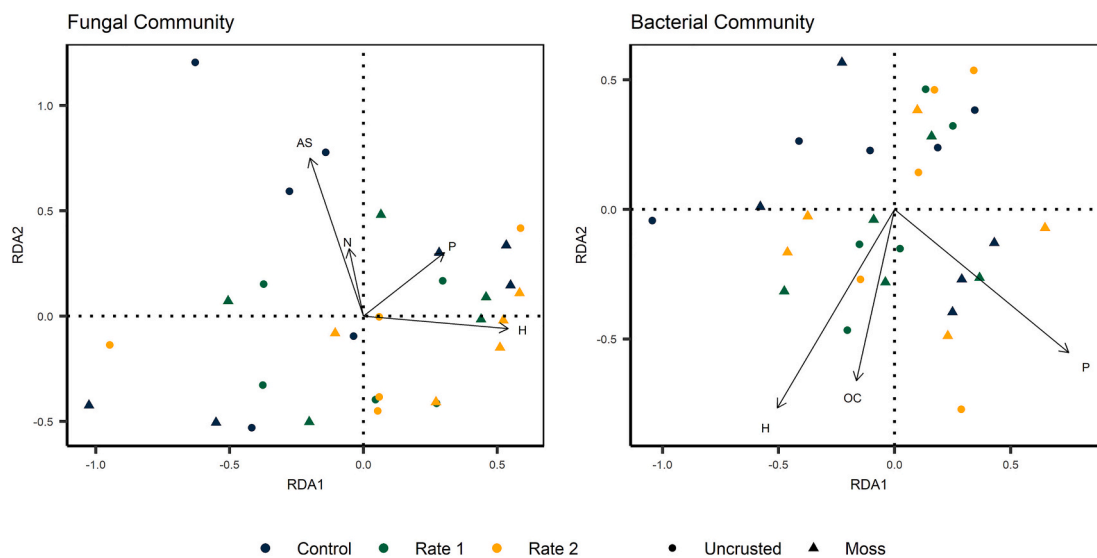 Fungal Community
1.0
0.5
0.0
-0.5
RDA2
AS
N
P
H
-1.0 -0.5 0.0 0.5
RDA1
Bacterial Community
0.5
0.0
-0.5
RDA2
H
OC
P
-1.0 -0.5 0.0 0.5
RDA1
Control Rate 1 Rate 2 Uncrusted Moss